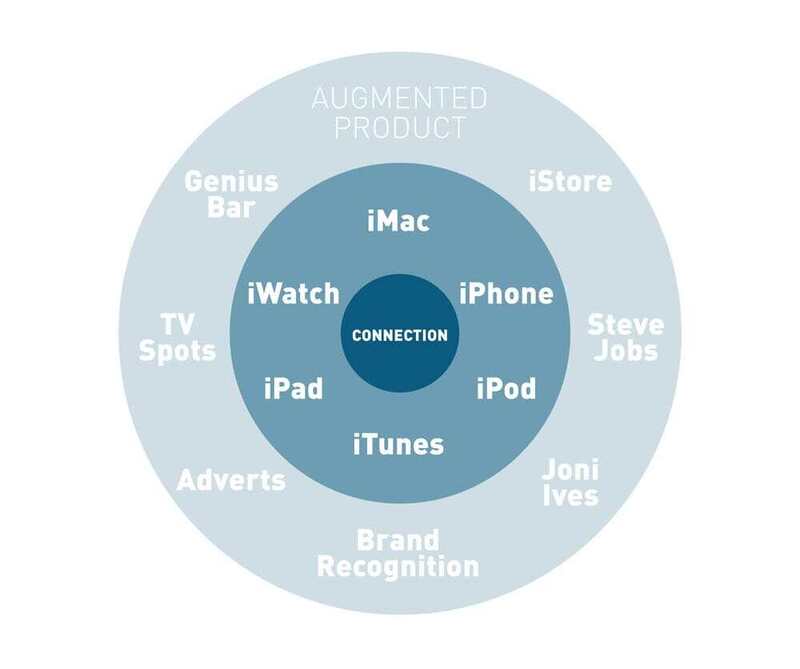 AUGMENTED
PRODUCT
Genius
Bar
iStore
iMac
iWatch
iPhone
TV
Spots
CONNECTION
Steve
Jobs
iPad
iPod
iTunes
Adverts
Joni
Ives
Brand
Recognition